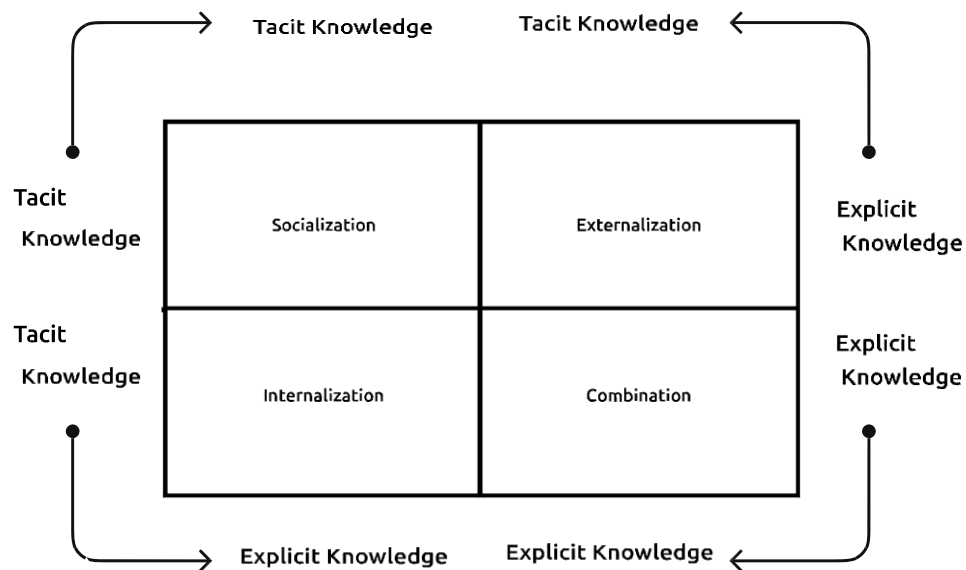 Tacit Knowledge
Tacit Knowledge
Tacit
Knowledge
Socialization
Externalization
Explicit
Knowledge
Tacit
Knowledge
Internalization
Combination
Explicit
Knowledge
Explicit Knowledge
Explicit Knowledge